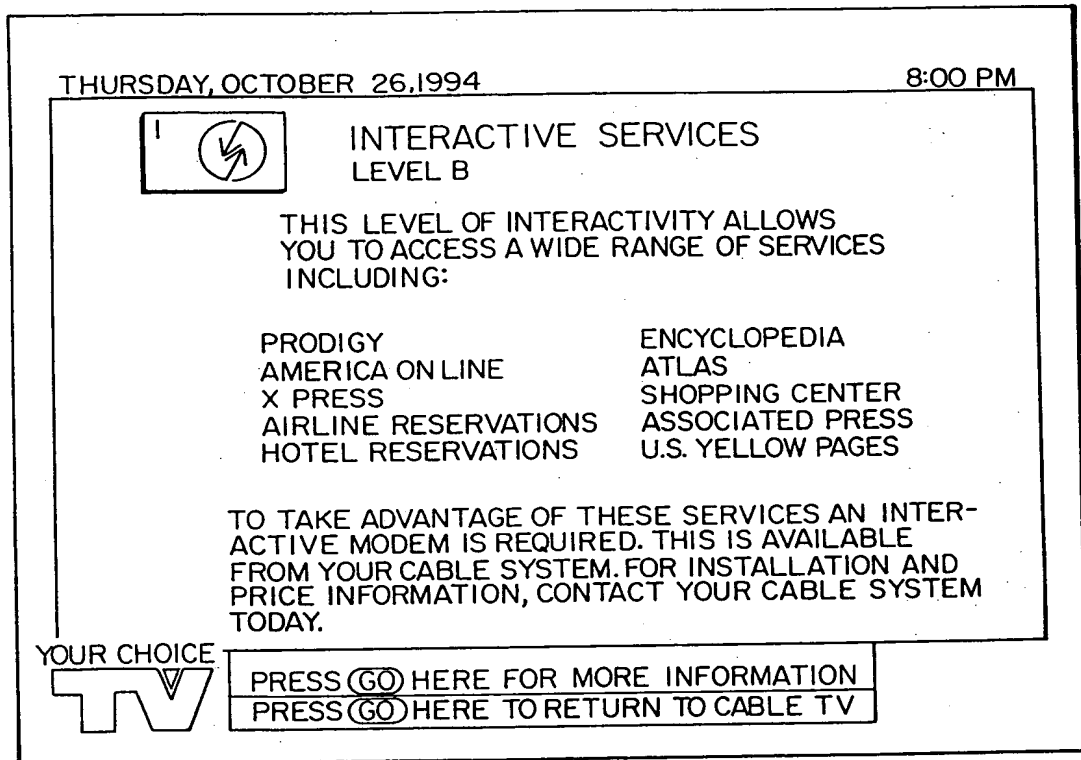 THURSDAY, OCTOBER 26,1994 8:00 PM
1
INTERACTIVE SERVICES
LEVEL B
THIS LEVEL OF INTERACTIVITY ALLOWS
YOU TO ACCESS A WIDE RANGE OF SERVICES
INCLUDING:
PRODIGY ENCYCLOPEDIA
AMERICA ON LINE ATLAS
X PRESS SHOPPING CENTER
AIRLINE RESERVATIONS ASSOCIATED PRESS
HOTEL RESERVATIONS U.S. YELLOW PAGES
TO TAKE ADVANTAGE OF THESE SERVICES AN INTER-
ACTIVE MODEM IS REQUIRED. THIS IS AVAILABLE
FROM YOUR CABLE SYSTEM. FOR INSTALLATION AND
PRICE INFORMATION, CONTACT YOUR CABLE SYSTEM
TODAY.
YOUR CHOICE
TV
PRESS GO HERE FOR MORE INFORMATION
PRESS GO HERE TO RETURN TO CABLE TV